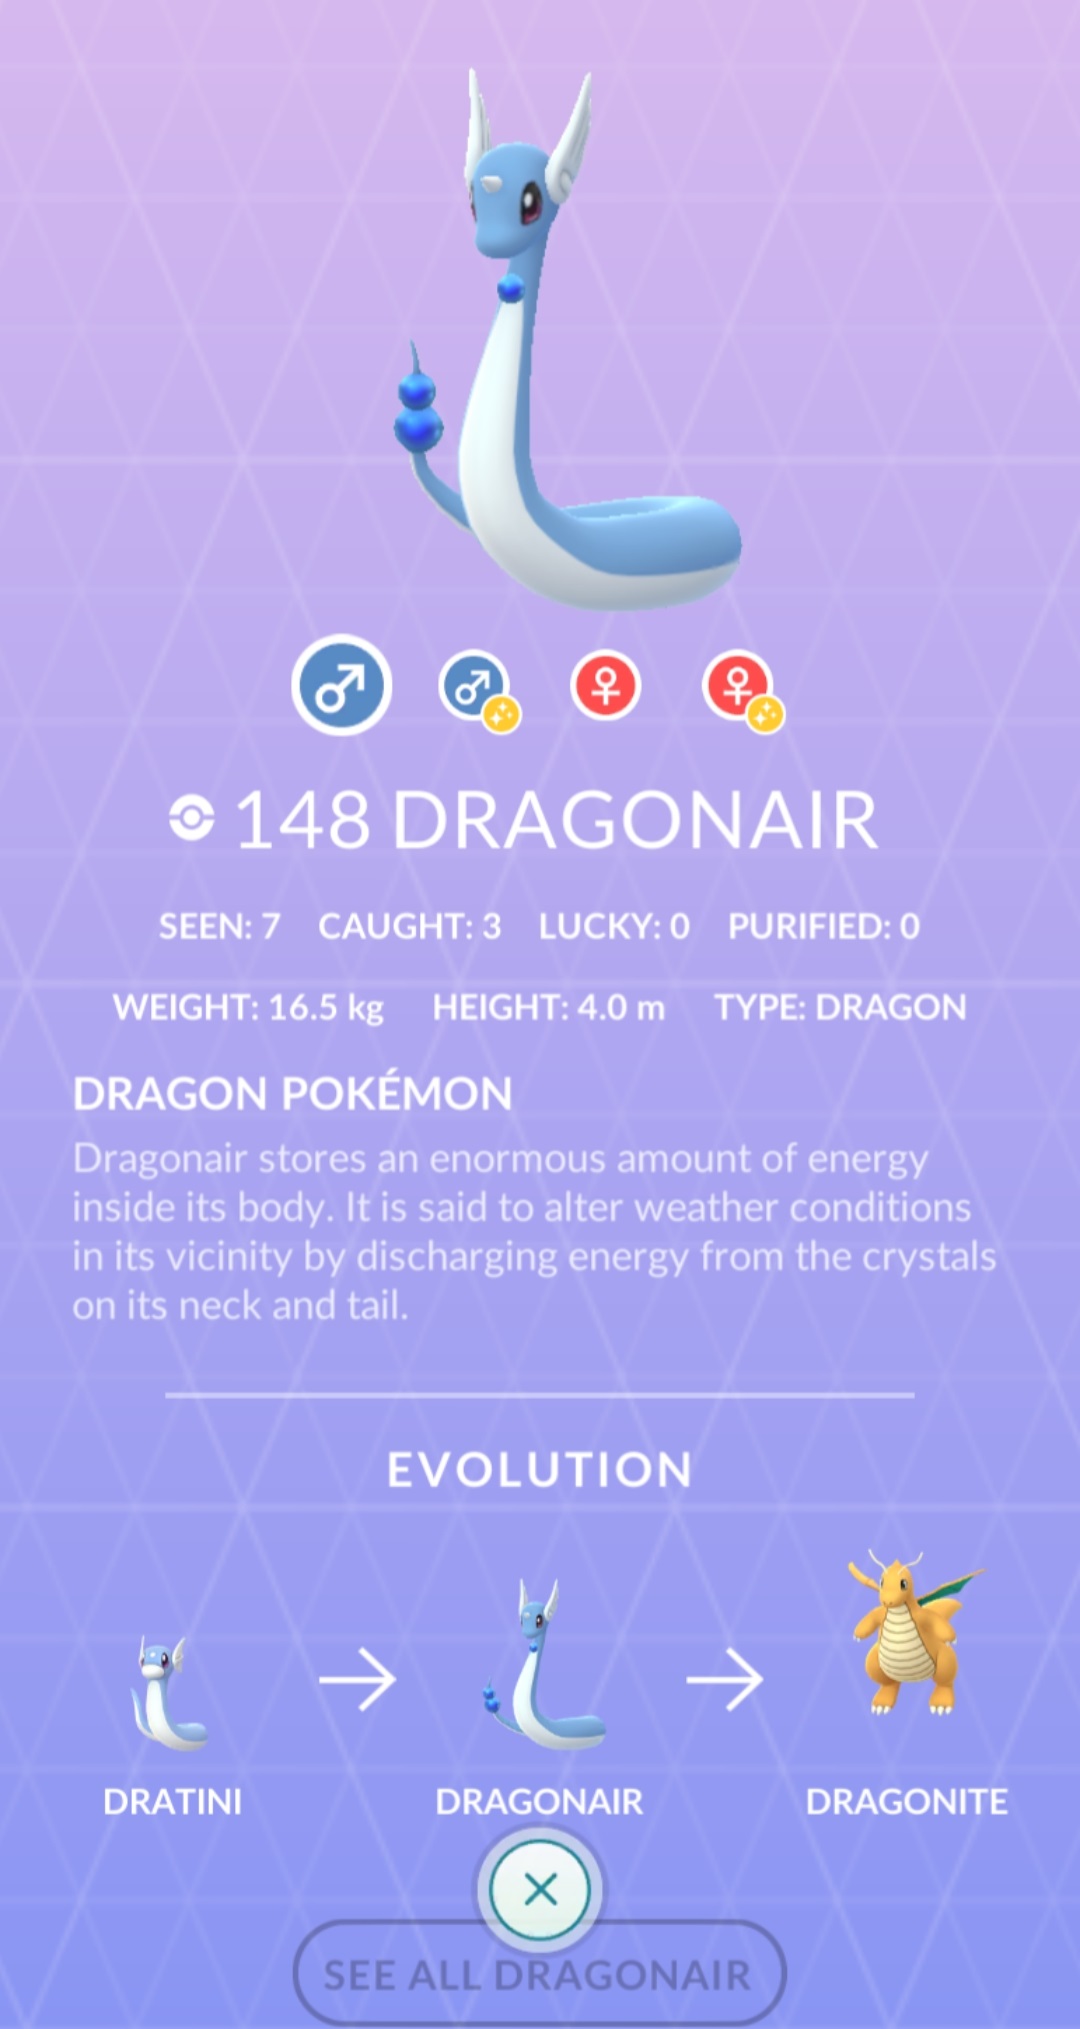 148 DRAGONAIR
SEEN: 7 CAUGHT: 3 LUCKY: 0 PURIFIED: 0
WEIGHT: 16.5 kg HEIGHT: 4.0 m TYPE: DRAGON
DRAGON POKÉMON
Dragonair stores an enormous amount of energy
inside its body. It is said to alter weather conditions
in its vicinity by discharging energy from the crystals
on its neck and tail.
EVOLUTION
DRATINI DRAGONAIR DRAGONITE
SEE ALL DRAGONAIR